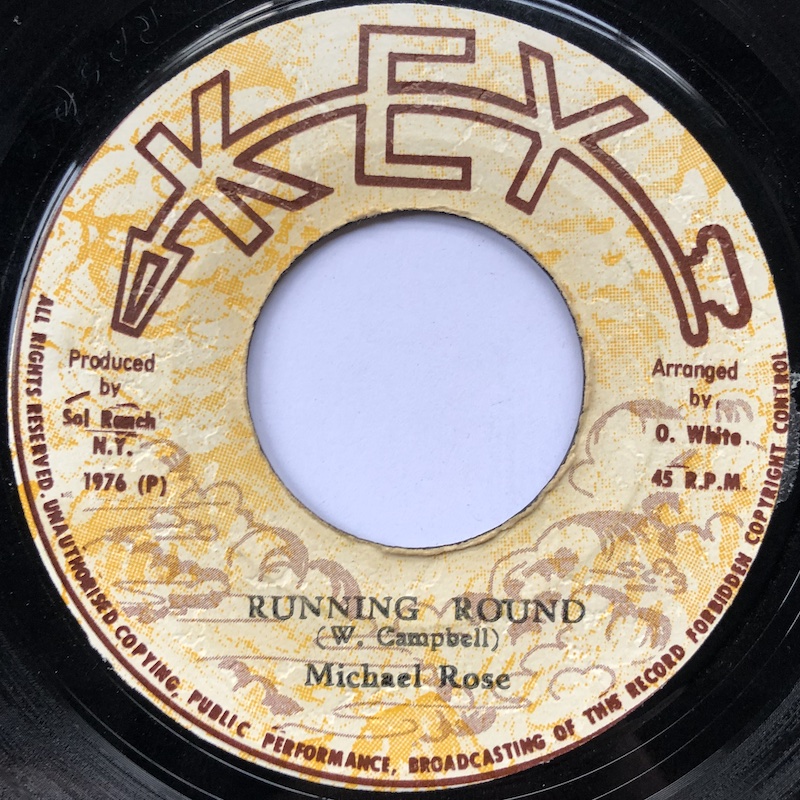 KEY
Produced
by
Sol Ranch
N.Y.
1976 (P)
Arranged
by
O. White
45 R.P.M.
RUNNING ROUND
(W. Campbell)
Michael Rose
ALL RIGHTS RESERVED. UNAUTHORISED COPYING, PUBLIC PERFORMANCE, BROADCASTING OF THIS RECORD FORBIDDEN COPYRIGHT CONTROL